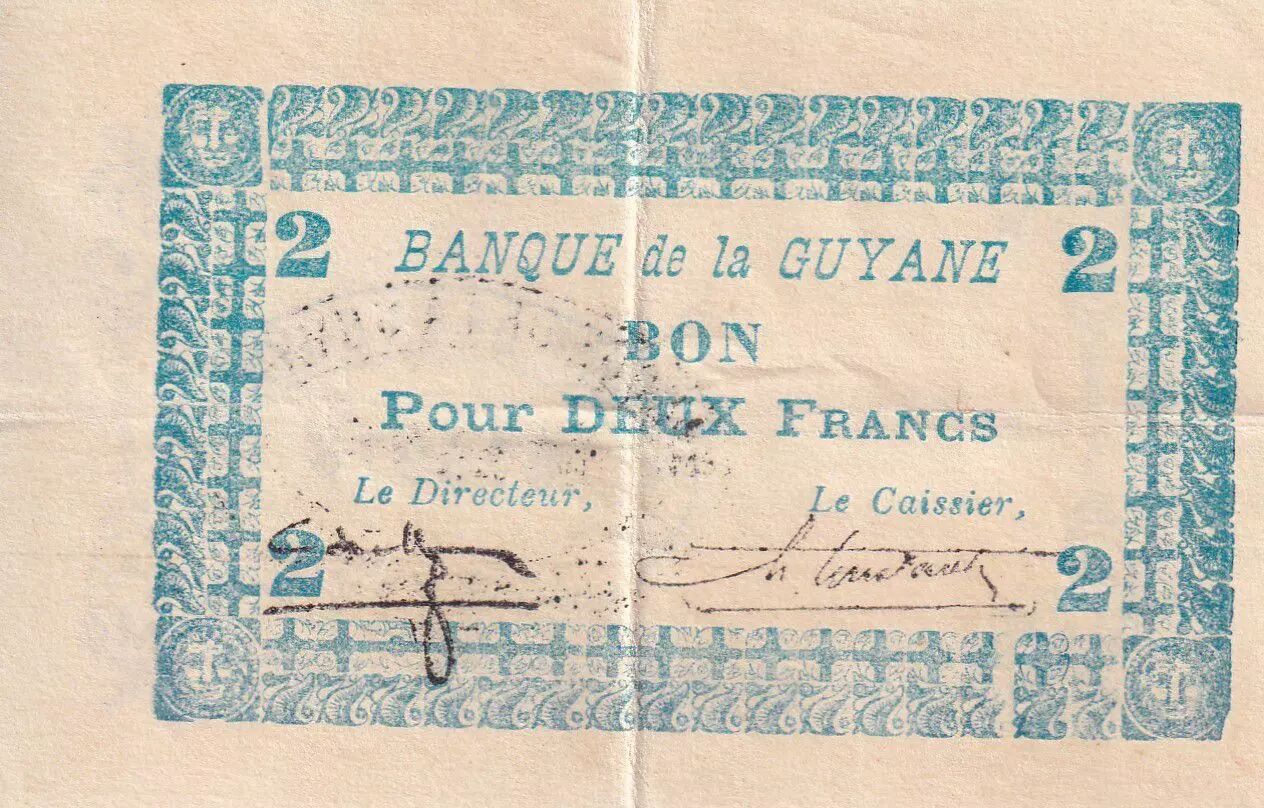 2 BANQUE de la GUYANE 2
BON
Pour DEUX FRANCS
Le Directeur, Le Caissier,
2 2